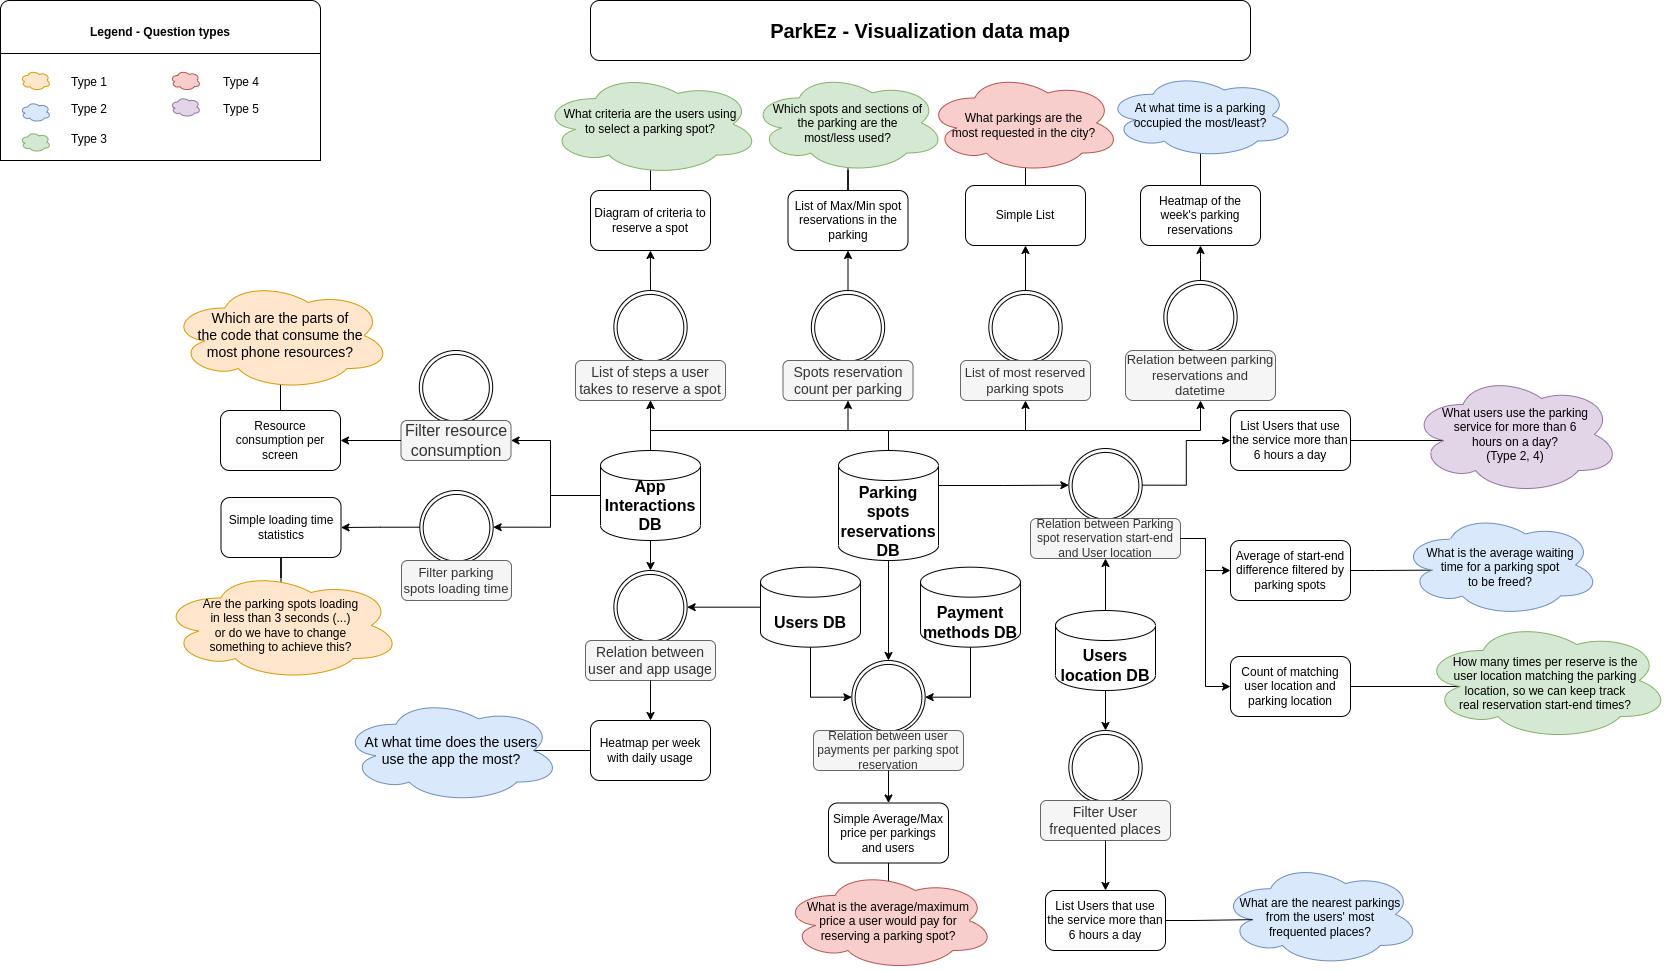 Legend - Question types
Type 1
Type 4
Type 2
Type 5
Type 3
ParkEz - Visualization data map
What criteria are the users using
to select a parking spot?
Which spots and sections of
the parking are the
most/less used?
What parkings are the
most requested in the city?
At what time is a parking
occupied the most/least?
Diagram of criteria to
reserve a spot
List of Max/Min spot
reservations in the
parking
Simple List
Heatmap of the
week's parking
reservations
List of steps a user
takes to reserve a spot
Spots reservation
count per parking
List of most reserved
parking spots
Relation between parking
reservations and
datetime
Which are the parts of
the code that consume the
most phone resources?
Resource
consumption per
screen
Filter resource
consumption
Simple loading time
statistics
Filter parking
spots loading time
Are the parking spots loading
in less than 3 seconds (...)
or do we have to change
something to achieve this?
App
Interactions
DB
Parking
spots
reservations
DB
Relation between Parking
spot reservation start-end
and User location
List Users that use
the service more than
6 hours a day
What users use the parking
service for more than 6
hours on a day?
(Type 2, 4)
Average of start-end
difference filtered by
parking spots
What is the average waiting
time for a parking spot
to be freed?
Count of matching
user location and
parking location
How many times per reserve is the
user location matching the parking
location, so we can keep track
real reservation start-end times?
Users DB
Payment
methods DB
Users
location DB
Relation between
user and app usage
At what time does the users
use the app the most?
Heatmap per week
with daily usage
Relation between user
payments per parking spot
reservation
Simple Average/Max
price per parkings
and users
What is the average/maximum
price a user would pay for
reserving a parking spot?
Filter User
frequented places
List Users that use
the service more than
6 hours a day
What are the nearest parkings
from the users' most
frequented places?